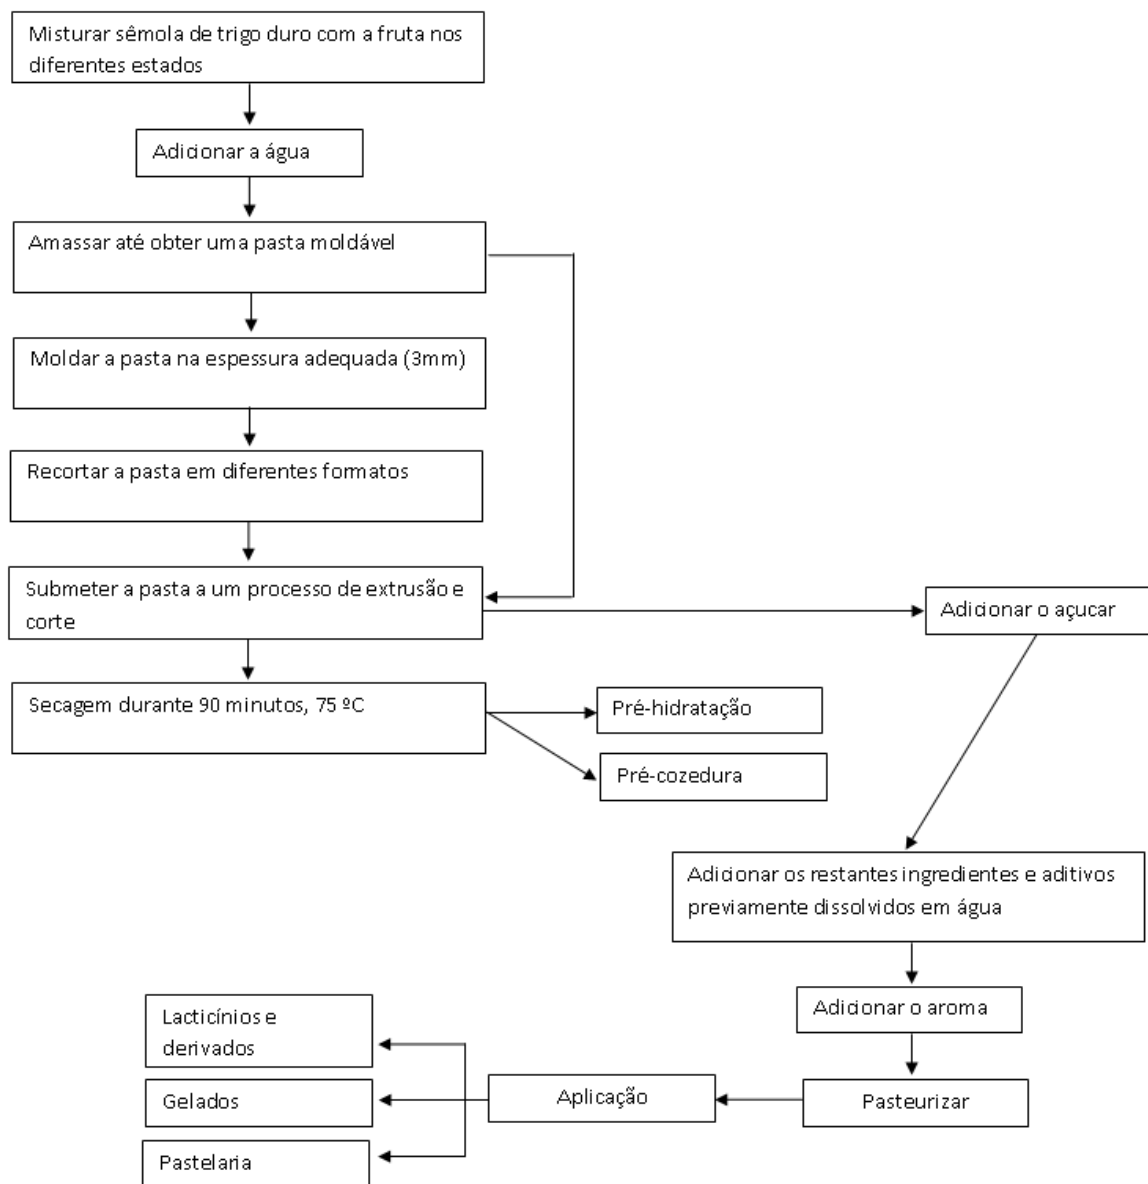 Misturar sêmola de trigo duro com a fruta nos
diferentes estados
Adicionar a água
Amassar até obter uma pasta moldável
Moldar a pasta na espessura adequada (3mm)
Recortar a pasta em diferentes formatos
Submeter a pasta a um processo de extrusão e
corte
Adicionar o açucar
Secagem durante 90 minutos, 75 ºC
Pré-hidratação
Pré-cozedura
Adicionar os restantes ingredientes e aditivos
previamente dissolvidos em água
Adicionar o aroma
Pasteurizar
Aplicação
Lacticínios e
derivados
Gelados
Pastelaria